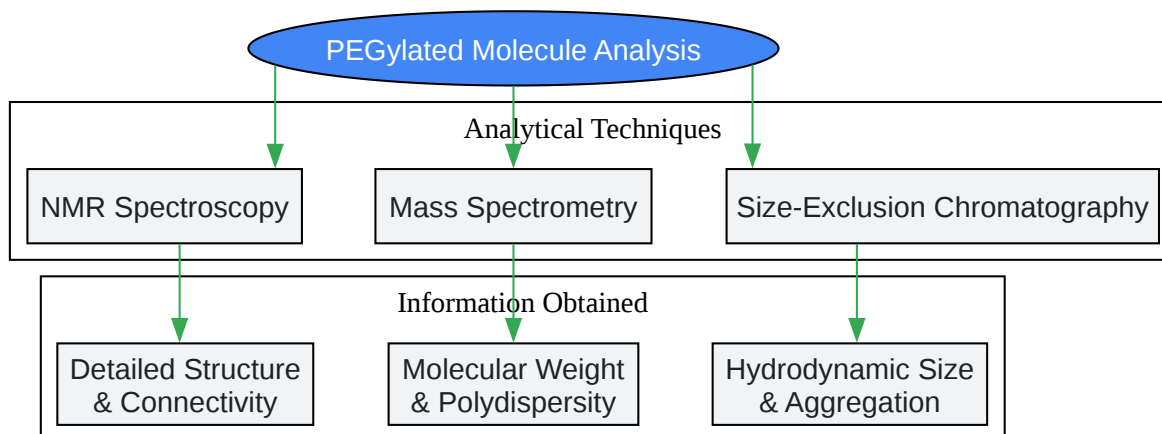 PEGylated Molecule Analysis
Analytical Techniques
NMR Spectroscopy
Mass Spectrometry
Size-Exclusion Chromatography
Information Obtained
Detailed Structure
& Connectivity
Molecular Weight
& Polydispersity
Hydrodynamic Size
& Aggregation